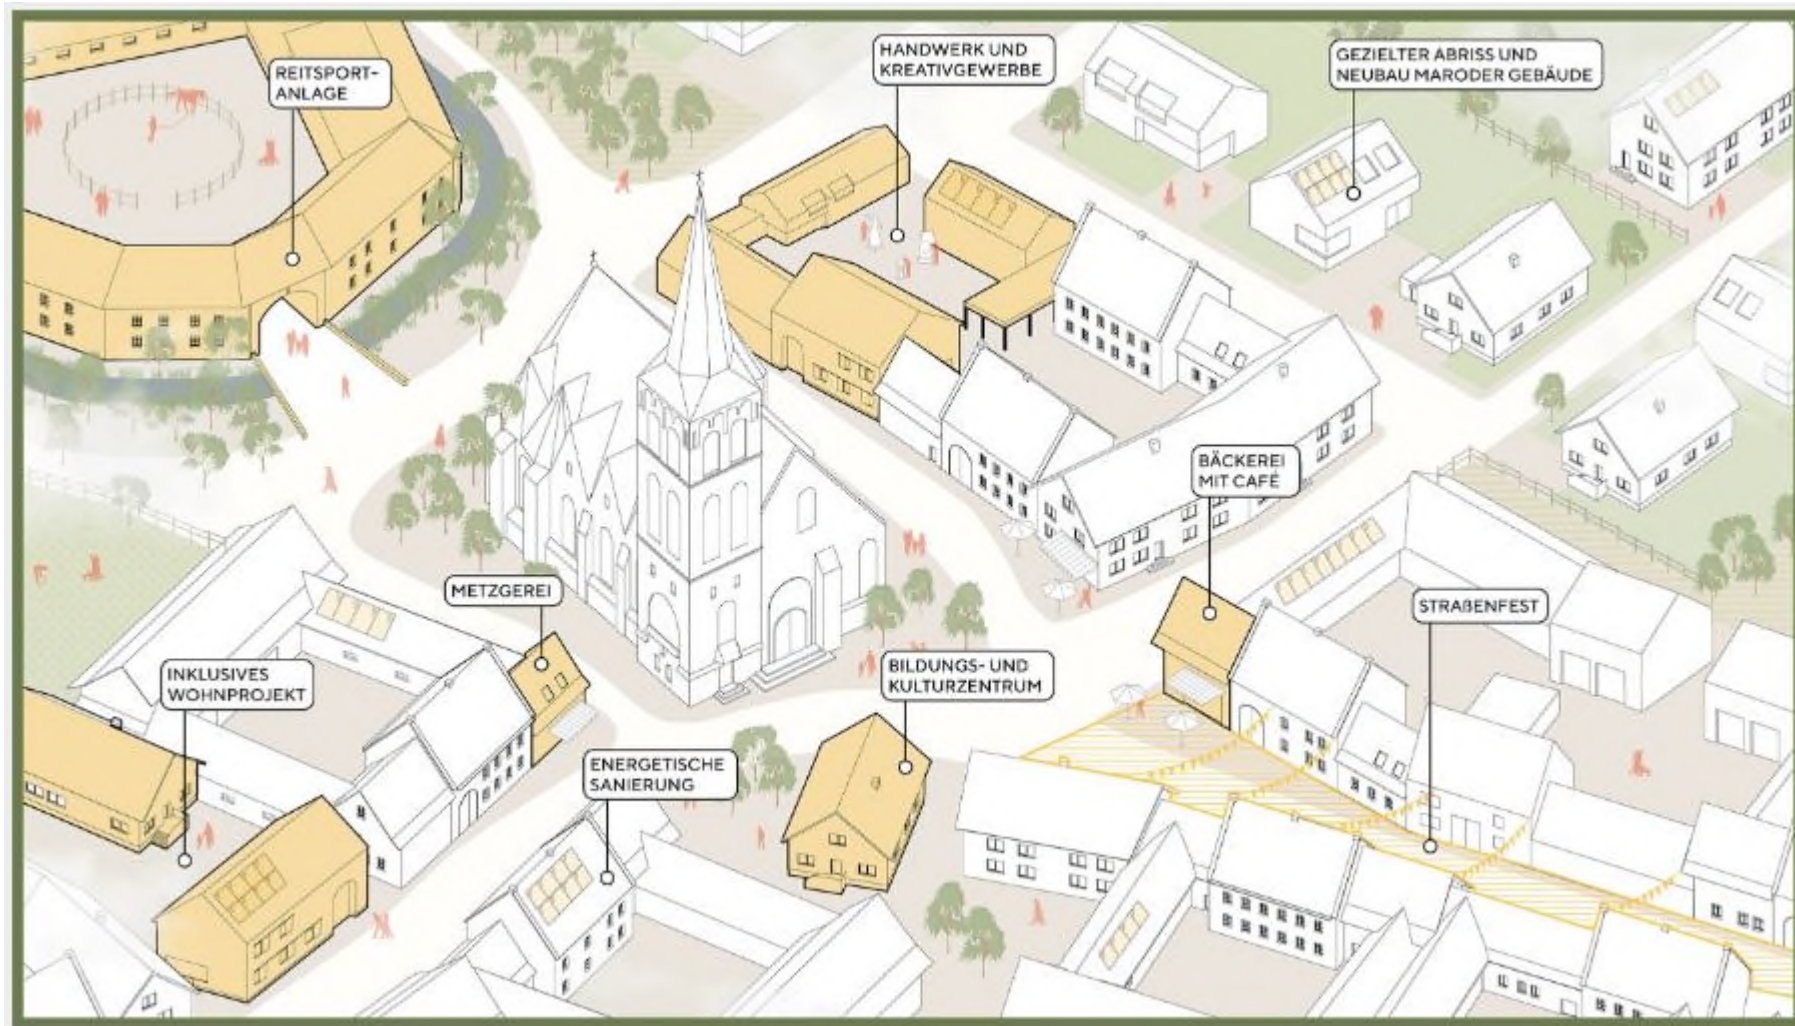 REITSPORT-
ANLAGE
HANDWERK UND
KREATIVGEWERBE
GEZIELTER ABRISS UND
NEUBAU MARODER GEBÄUDE
BÄCKEREI
MIT CAFÉ
METZGEREI
STRAßENFEST
INKLUSIVES
WOHNPROJEKT
BILDUNGS- UND
KULTURZENTRUM
ENERGETISCHE
SANIERUNG